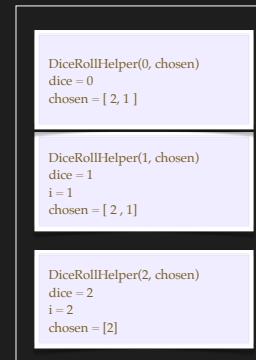 DiceRollHelper(0, chosen)
dice = 0
chosen = [ 2, 1 ]
DiceRollHelper(1, chosen)
dice = 1
i = 1
chosen = [ 2 , 1]
DiceRollHelper(2, chosen)
dice = 2
i = 2
chosen = [2]